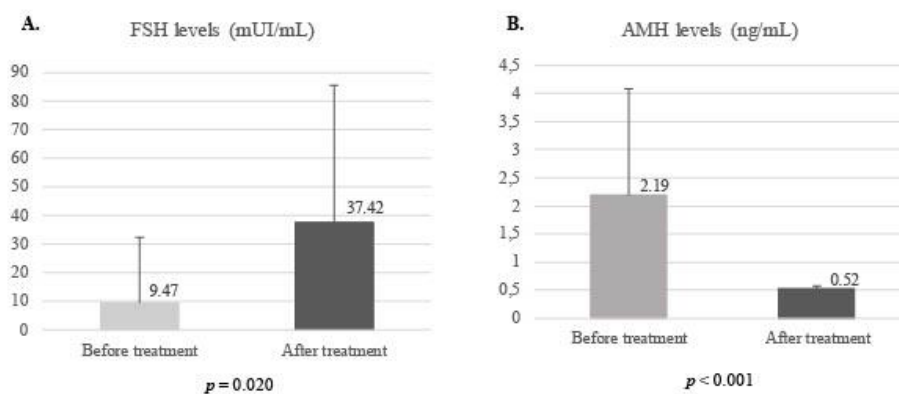 A.
FSH levels (mUI/mL)
90
80
70
60
50
40
30
20
10
0
9.47
37.42
Before treatment
After treatment
p = 0.020
B.
AMH levels (ng/mL)
4,5
4
3,5
3
2,5
2
1,5
1
0,5
0
2.19
0.52
Before treatment
After treatment
p < 0.001